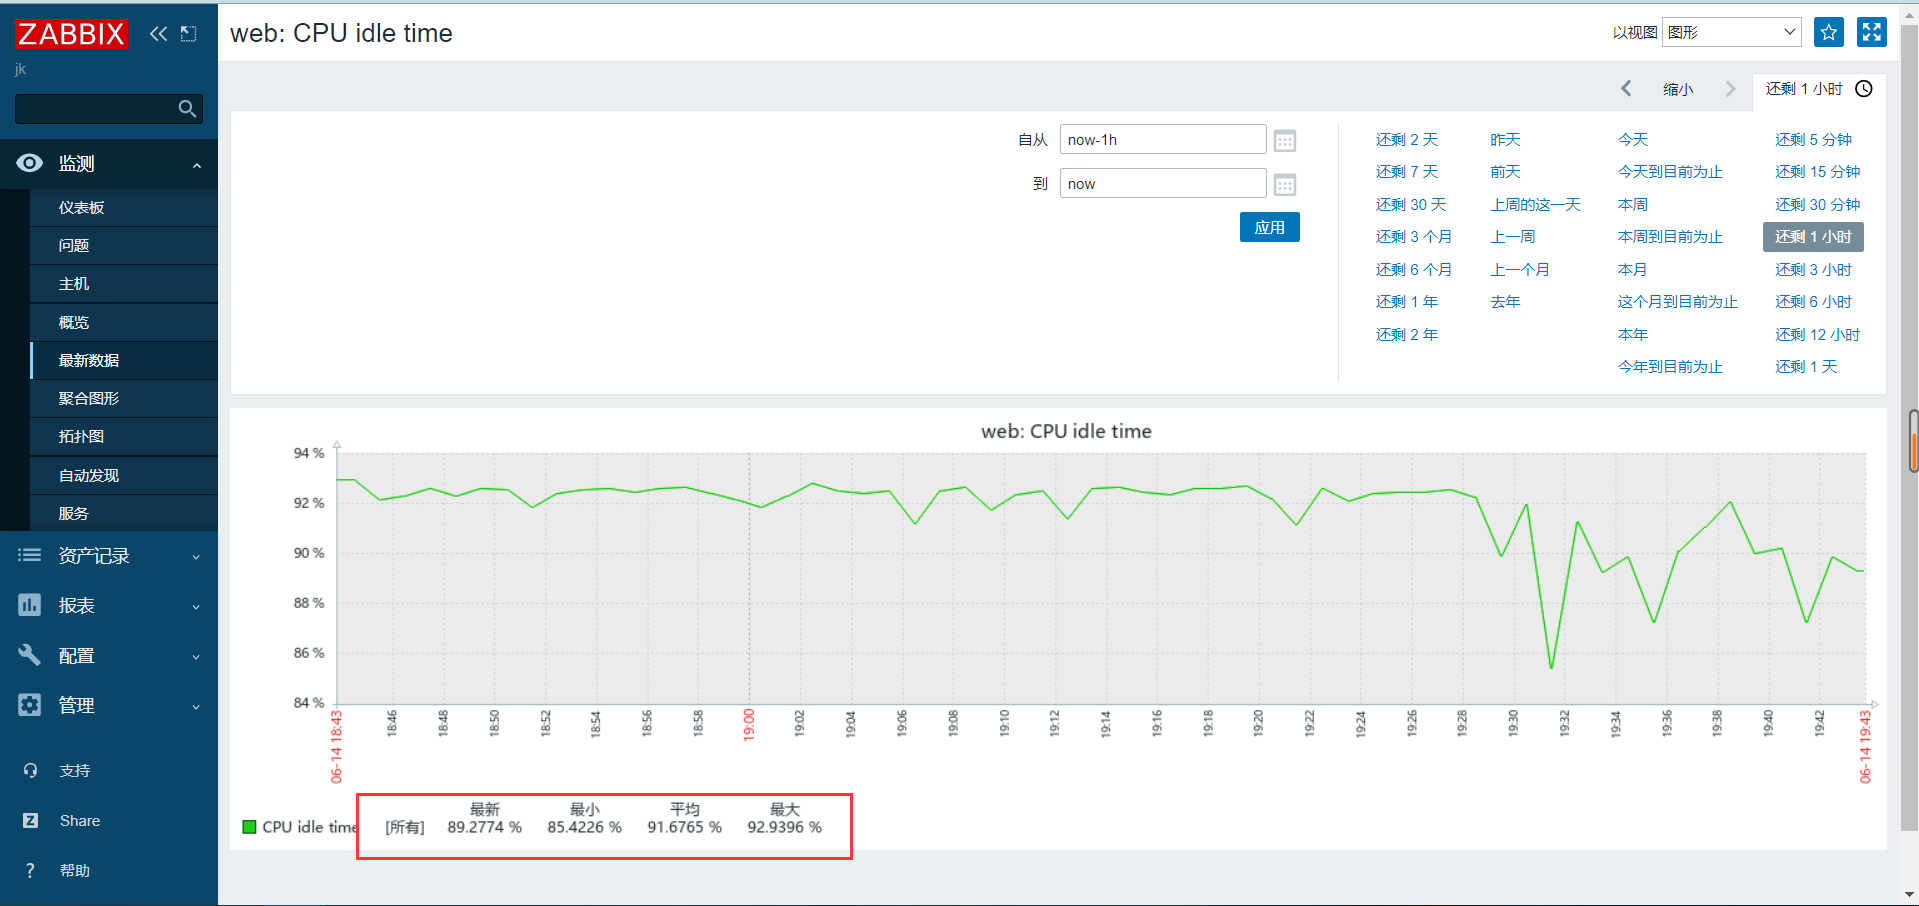 ZABBIX
jk
监测
仪表板
问题
主机
概览
最新数据
聚合图形
拓扑图
自动发现
服务
资产记录
报表
配置
管理
支持
Share
帮助
web: CPU idle time
以视图 图形
缩小 还剩 1 小时
自从 now-1h
到 now
应用
还剩 2 天 昨天 今天 还剩 5 分钟
还剩 7 天 前天 今天到目前为止 还剩 15 分钟
还剩 30 天 上周的这一天 本周 还剩 30 分钟
还剩 3 个月 上一周 本周到目前为止 还剩 1 小时
还剩 6 个月 上一个月 本月 还剩 3 小时
还剩 1 年 去年 这个月到目前为止 还剩 6 小时
还剩 2 年 本年 还剩 12 小时
今年到目前为止 还剩 1 天
web: CPU idle time
94 %
92 %
90 %
88 %
86 %
84 %
06-14 18:43 18:46 18:48 18:50 18:52 18:54 18:56 18:58 19:00 19:02 19:04 19:06 19:08 19:10 19:12 19:14 19:16 19:18 19:20 19:22 19:24 19:26 19:28 19:30 19:32 19:34 19:36 19:38 19:40 19:42 06-14 19:43
最新 最小 平均 最大
CPU idle time [所有] 89.2774 % 85.4226 % 91.6765 % 92.9396 %